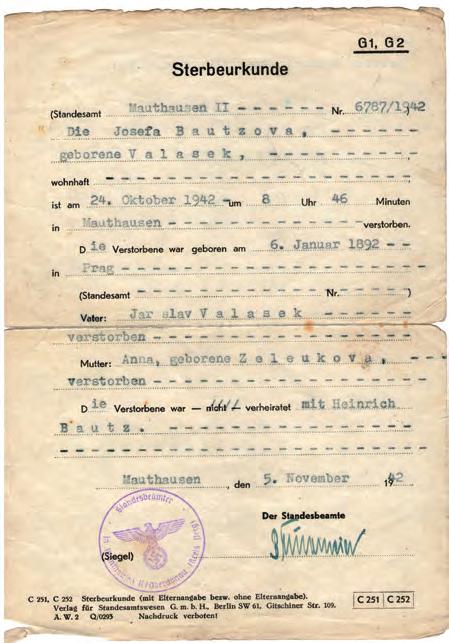 G1, G2
Sterbeurkunde
(Standesamt Mauthausen II - - - - - - Nr. 6787/1942)
Die Josefa Bautzova,
geborene Valasek,
wohnhaft
ist am 24. Oktober 1942 - um 8 Uhr 46 Minuten
in Mauthausen - verstorben.
Die Verstorbene war geboren am 6. Januar 1892 - -
in Prag
(Standesamt Nr. )
Vater: Jar slav Valasek
verstorben
Mutter: Anna, geborene Zeleukova,
verstorben
Die Verstorbene war — nicht — verheiratet mit Heinrich
Bautz.
Mauthausen, den 5. November 1942
Der Standesbeamte
Standesbeamter
(Siegel)
C 251, C 252 Sterbeurkunde (mit Elternangabe bezw. ohne Elternangabe).
Verlag für Standesamtswesen G. m. b. H., Berlin SW 61, Gitschiner Str. 109.
A. W. 2 Q/0293 Nachdruck verboten!
C 251 C 252